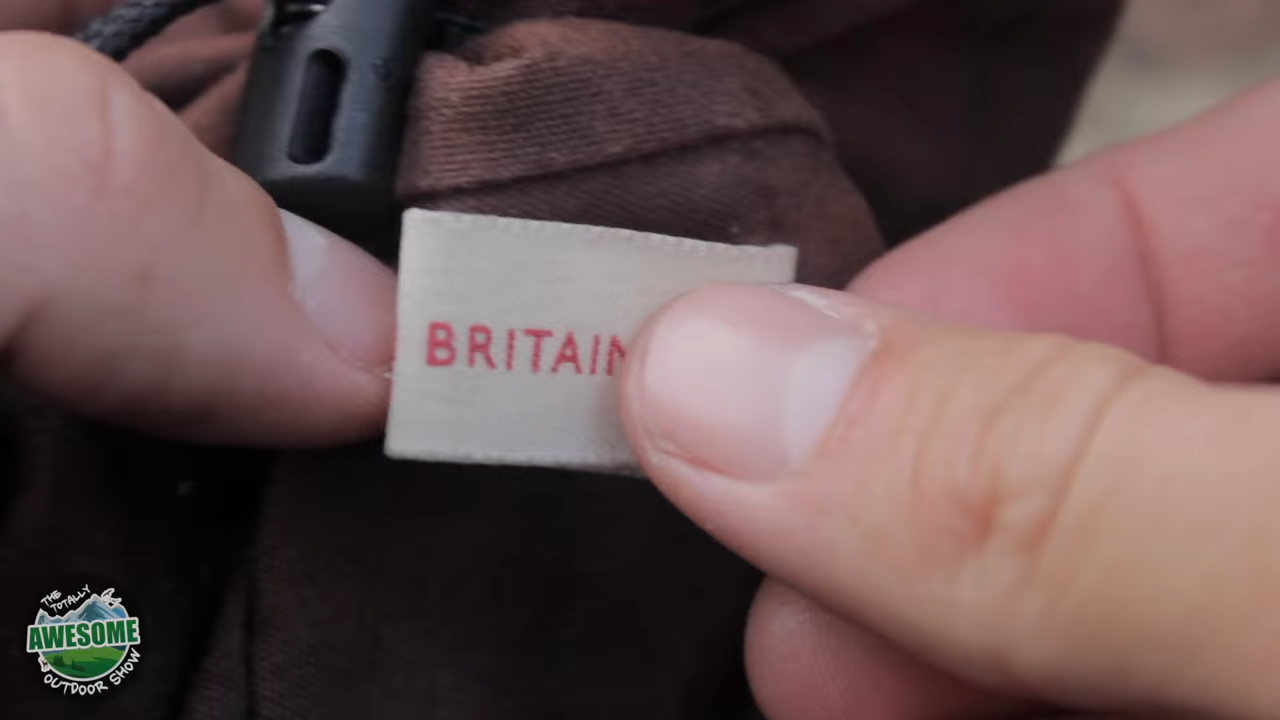 BRITAIN
THE
TOTALLY
AWESOME
OUTDOOR SHOW